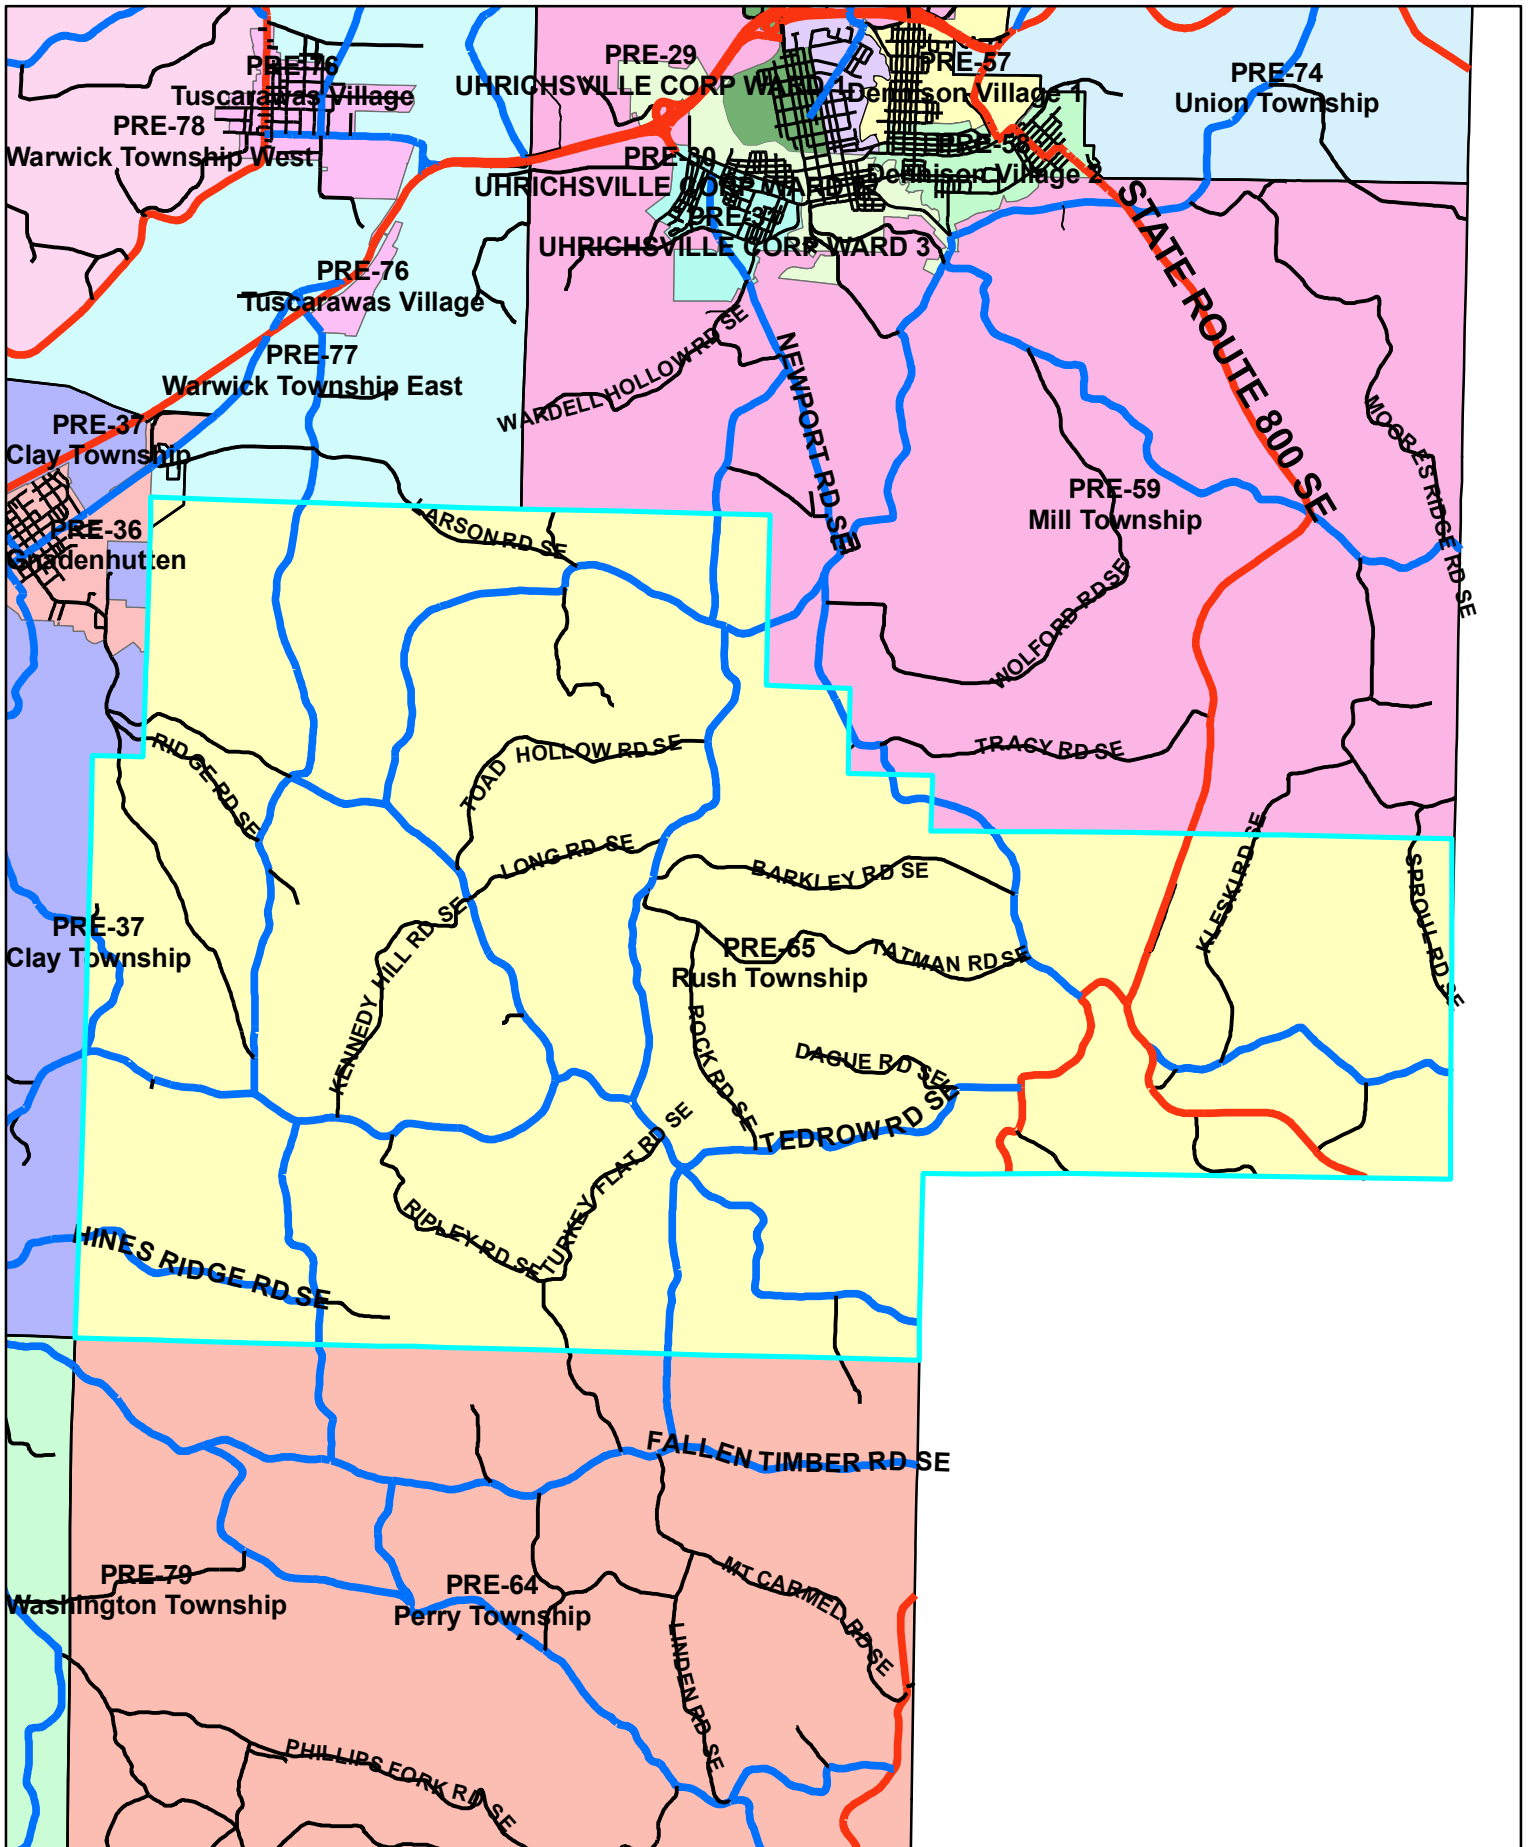 PRE-29
UHRICHSVILLE CORP WARD 1
PRE-57
Dennison Village 1
PRE-74
Union Township
PRE-76
Tuscarawas Village
PRE-78
Warwick Township West
PRE-30
UHRICHSVILLE CORP WARD 2
Dennison Village 2
PRE-31
UHRICHSVILLE CORP WARD 3
STATE ROUTE 800 SE
PRE-76
Tuscarawas Village
PRE-77
Warwick Township East
WARDELL HOLLOW RD SE
NEWPORT RD SE
MOORES RIDGE RD SE
PRE-37
Clay Township
PRE-36
Gnadenhutten
LARSON RD SE
PRE-59
Mill Township
WOLFORD RD SE
TRACY RD SE
RIDGE RD SE
TOAD HOLLOW RD SE
LONG RD SE
BARKLEY RD SE
KLESKI RD SE
SPROUL RD SE
PRE-37
Clay Township
KENNEDY HILL RD SE
PRE-65
Rush Township
TATMAN RD SE
ROCK RD SE
DAGUE RD SE
TEDROW RD SE
TURKEY FLAT RD SE
RIPLEY RD SE
HINES RIDGE RD SE
FALLEN TIMBER RD SE
PRE-79
Washington Township
PRE-64
Perry Township
MT CARMEL RD SE
LINDEN RD SE
PHILLIPS FORK RD SE